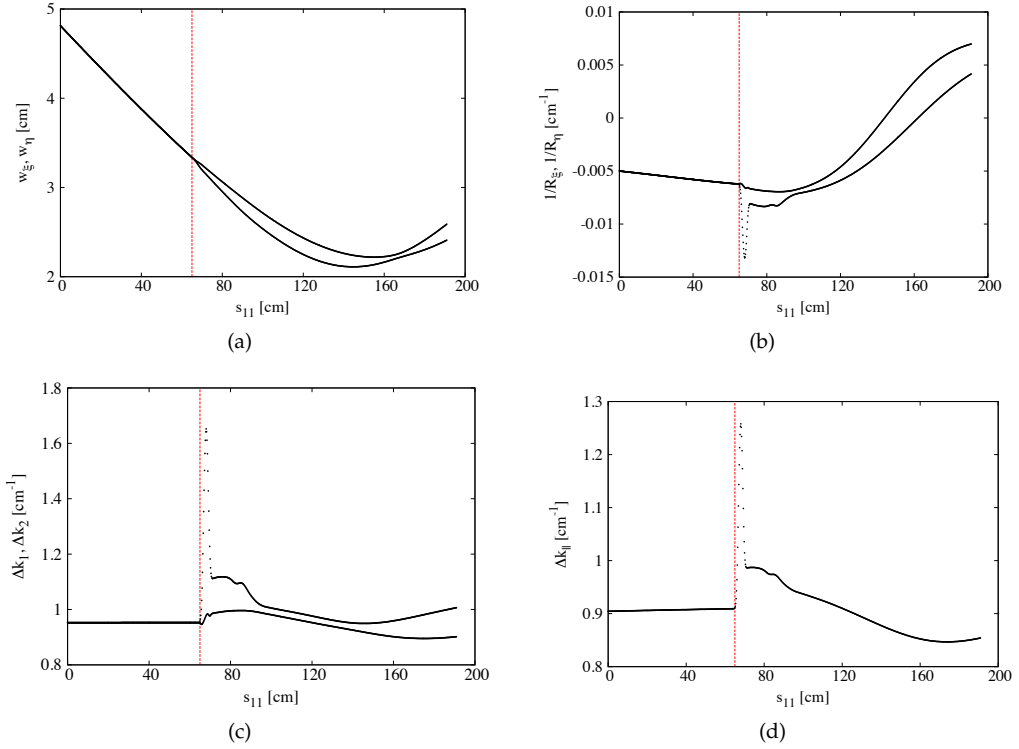 5
4
3
2
w_ξ, w_η [cm]
0 40 80 120 160 200
s_11 [cm]
(a)
0.01
0.005
0
-0.005
-0.01
-0.015
1/R_ξ, 1/R_η [cm^-1]
0 40 80 120 160 200
s_11 [cm]
(b)
1.8
1.6
1.4
1.2
1
0.8
Δk_1, Δk_2 [cm^-1]
0 40 80 120 160 200
s_11 [cm]
(c)
1.3
1.2
1.1
1
0.9
0.8
Δk_∥ [cm^-1]
0 40 80 120 160 200
s_11 [cm]
(d)